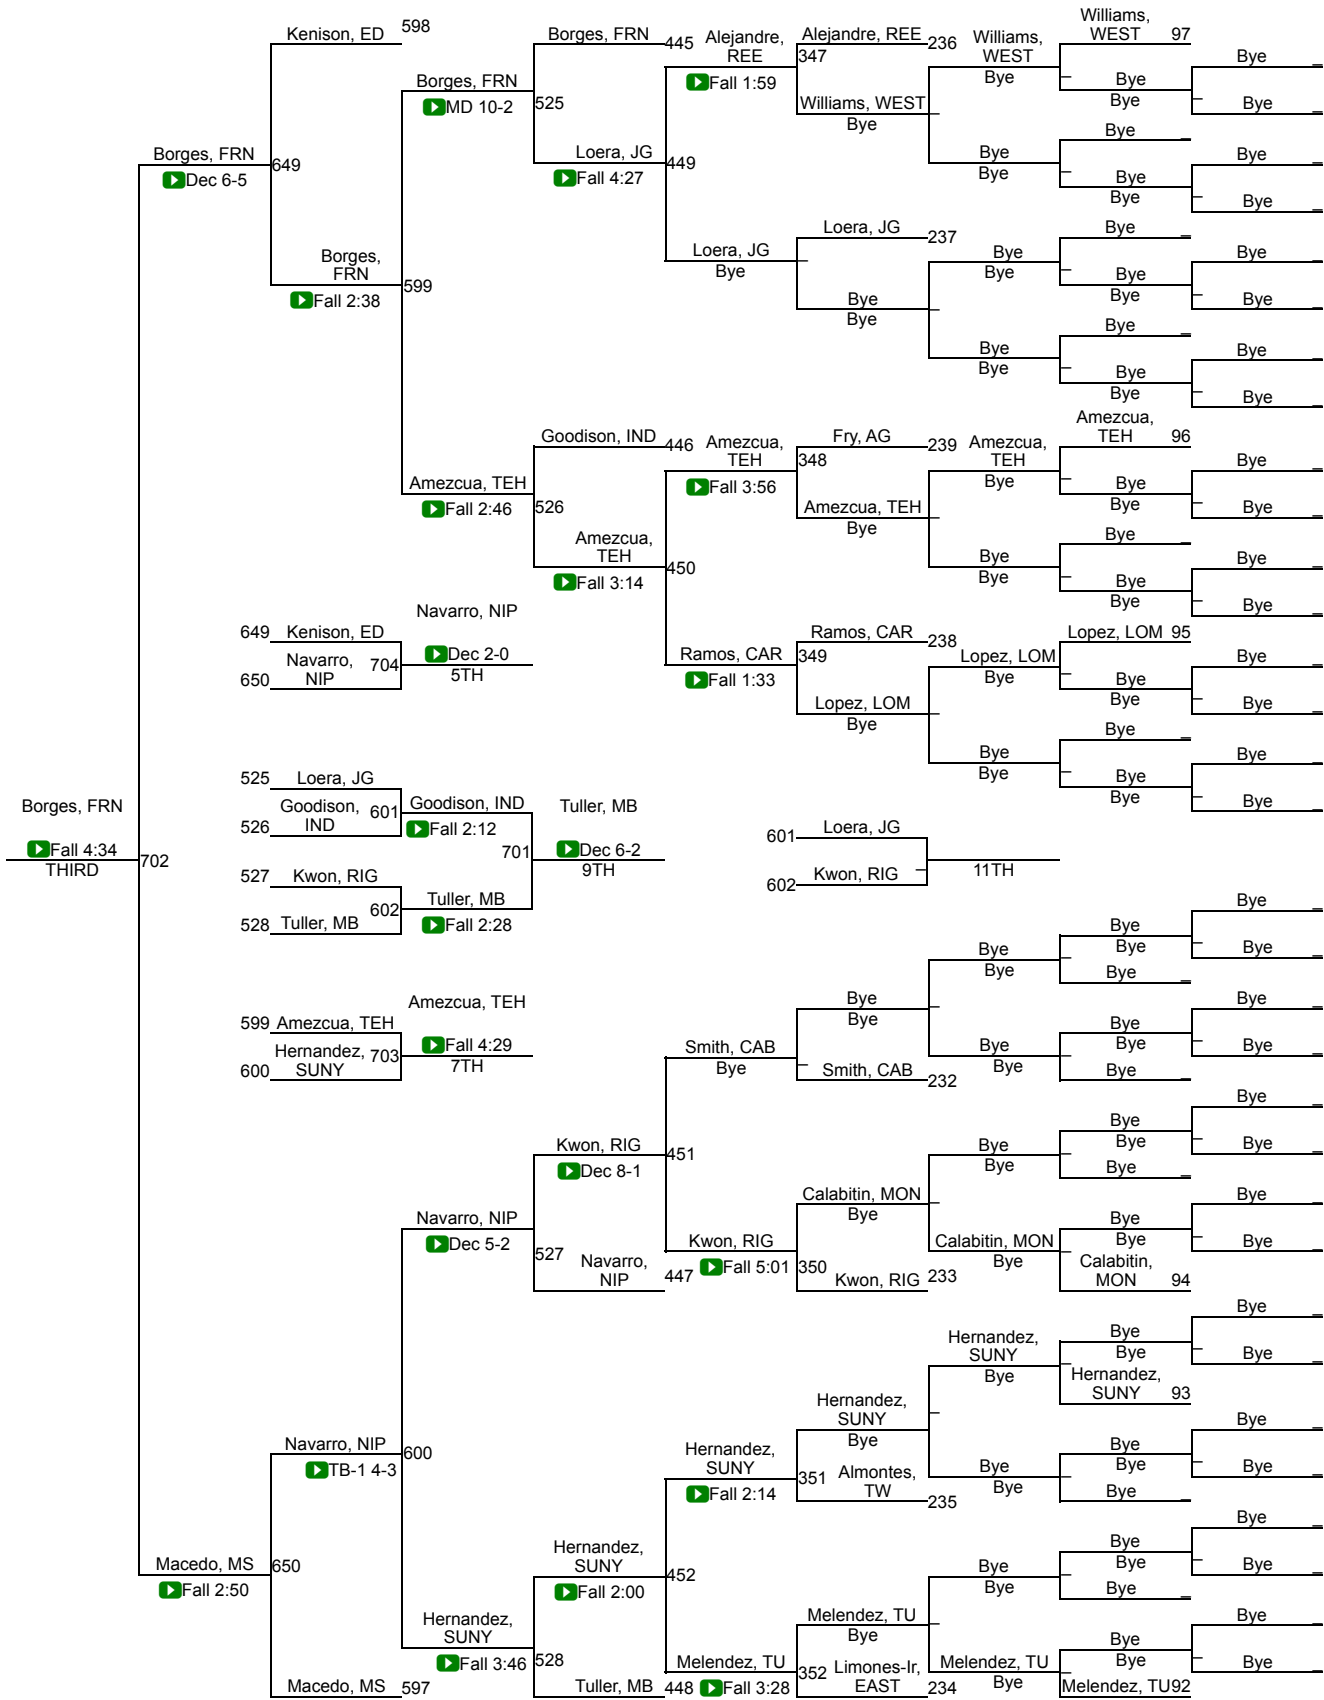 Kenison, ED 598
Borges, FRN 445
Alejandre, REE
Alejandre, REE 236
Williams, WEST
Williams, WEST 97
Bye _
Bye
347
Bye
Bye
Borges, FRN
MD 10-2
525
Fall 1:59
Williams, WEST
Bye
Bye _
Bye _
Borges, FRN
Dec 6-5
649
Loera, JG
Fall 4:27
449
Bye
Bye
Bye
Bye
Bye _
Bye _
Loera, JG
Bye
Loera, JG 237
Bye _
Borges, FRN
Fall 2:38
599
Bye
Bye
Bye
Bye
Bye _
Bye _
Bye
Bye
Bye _
Bye
Bye
Bye
Bye
Bye _
Bye _
Goodison, IND 446
Amezcua, TEH
Fry, AG 239
Amezcua, TEH
Amezcua, TEH 96
348
Bye
Bye
Bye
Bye _
Bye _
Amezcua, TEH
Fall 2:46
526
Fall 3:56
Amezcua, TEH
Bye
Bye _
Amezcua, TEH
Fall 3:14
450
Bye
Bye
Bye
Bye
Bye _
Bye _
Navarro, NIP
649 Kenison, ED
650 Navarro, NIP
704
Dec 2-0
5TH
Ramos, CAR
Fall 1:33
Ramos, CAR 238
349
Lopez, LOM
Bye
Lopez, LOM 95
Bye
Bye
Bye _
Bye _
Lopez, LOM
Bye
Bye _
Bye
Bye
Bye
Bye
Bye _
Bye _
525 Loera, JG
526 Goodison, IND
601
Goodison, IND
Fall 2:12
Tuller, MB
Borges, FRN
Fall 4:34
THIRD
702
701
Dec 6-2
9TH
601 Loera, JG
602 Kwon, RIG
11TH
527 Kwon, RIG
528 Tuller, MB
602
Tuller, MB
Fall 2:28
Bye _
Bye _
Bye
Bye
Bye
Bye
Bye _
Amezcua, TEH
599 Amezcua, TEH
600 Hernandez, SUNY
703
Fall 4:29
7TH
Bye
Bye
Smith, CAB
Bye
Smith, CAB 232
Bye
Bye
Bye
Bye
Bye _
Bye _
Bye _
Kwon, RIG
Dec 8-1
451
Bye
Bye
Bye
Bye
Bye _
Bye _
Bye _
Navarro, NIP
Dec 5-2
527
Navarro, NIP
447
Kwon, RIG
Fall 5:01
Calabitin, MON
Bye
350
Kwon, RIG 233
Calabitin, MON
Bye
Bye
Bye
Calabitin, MON 94
Bye _
Bye _
Hernandez, SUNY
Bye
Bye
Bye
Hernandez, SUNY 93
Bye _
Bye _
Navarro, NIP
TB-1 4-3
600
Hernandez, SUNY
Fall 2:14
Hernandez, SUNY
Bye
351
Almontes, TW
235
Bye
Bye
Bye
Bye
Bye _
Bye _
Bye _
Macedo, MS
Fall 2:50
650
Hernandez, SUNY
Fall 2:00
452
Bye
Bye
Bye
Bye
Bye _
Bye _
Bye _
Hernandez, SUNY
Fall 3:46
528
Melendez, TU
Fall 3:28
Melendez, TU
Bye
352
Limones-Ir, EAST
234
Melendez, TU
Bye
Bye
Bye
Melendez, TU 92
Bye _
Bye _
Macedo, MS 597
Tuller, MB 448